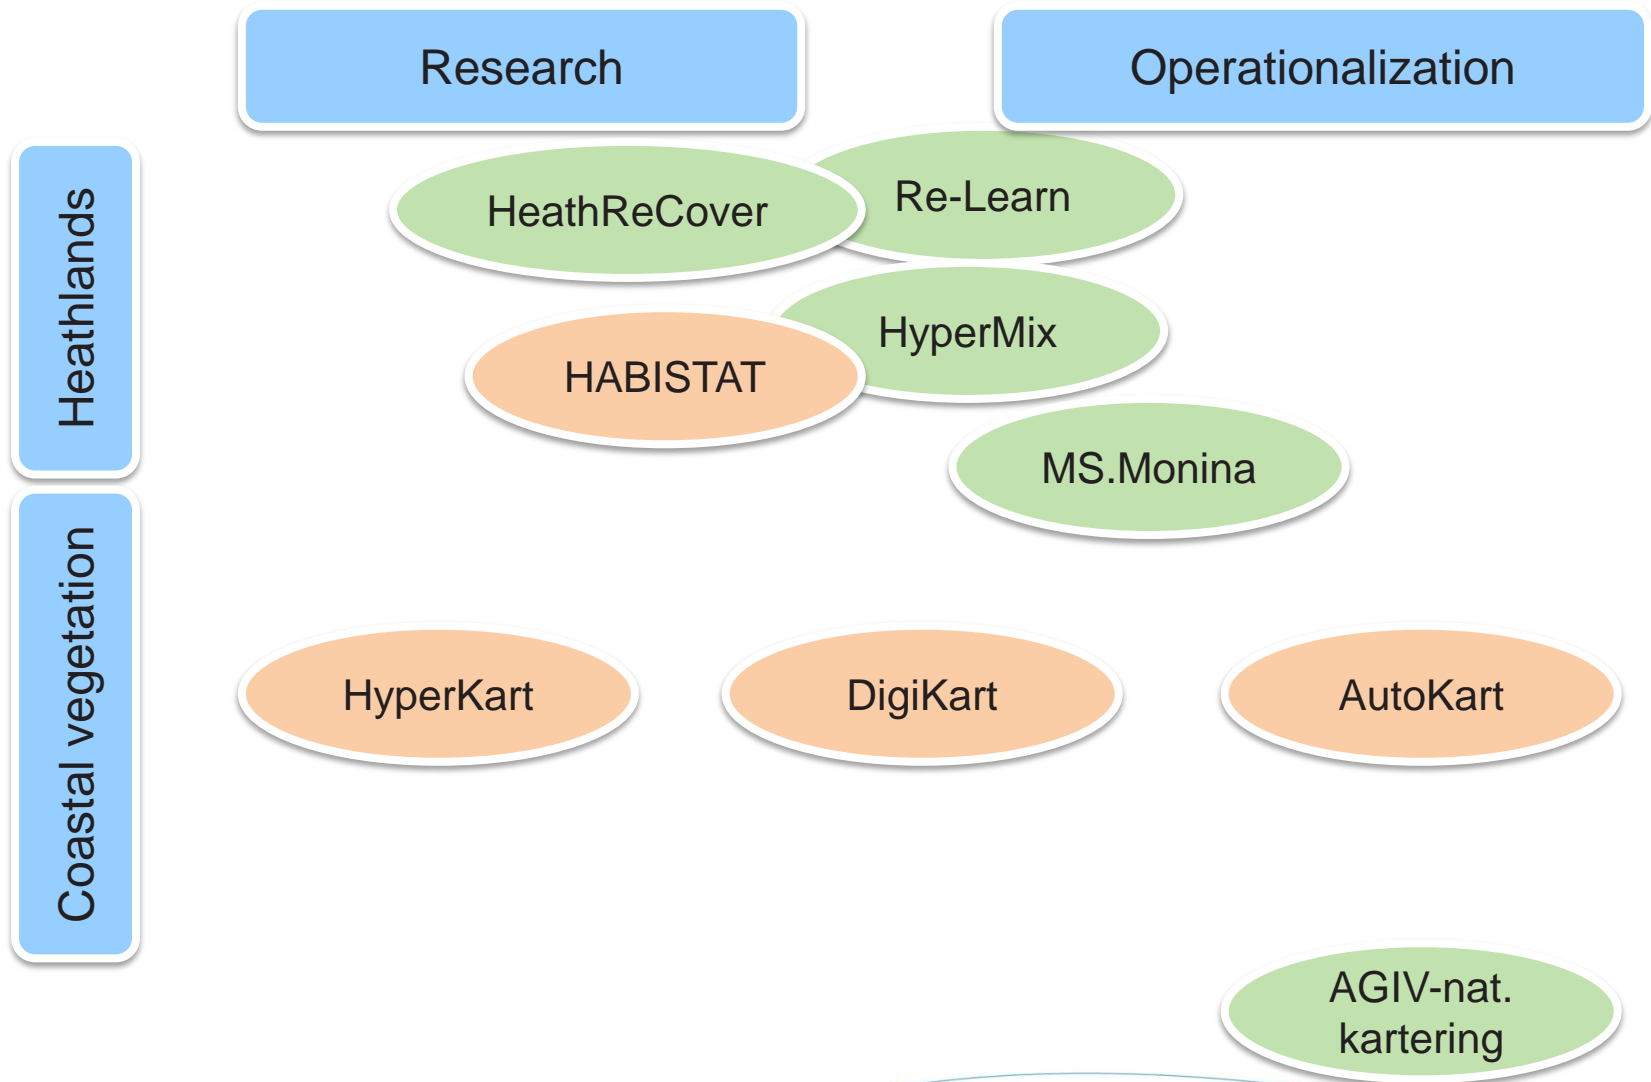 Research
Operationalization
Heathlands
HeathReCover
Re-Learn
HyperMix
HABISTAT
MS.Monina
Coastal vegetation
HyperKart
DigiKart
AutoKart
AGIV-nat.
kartering